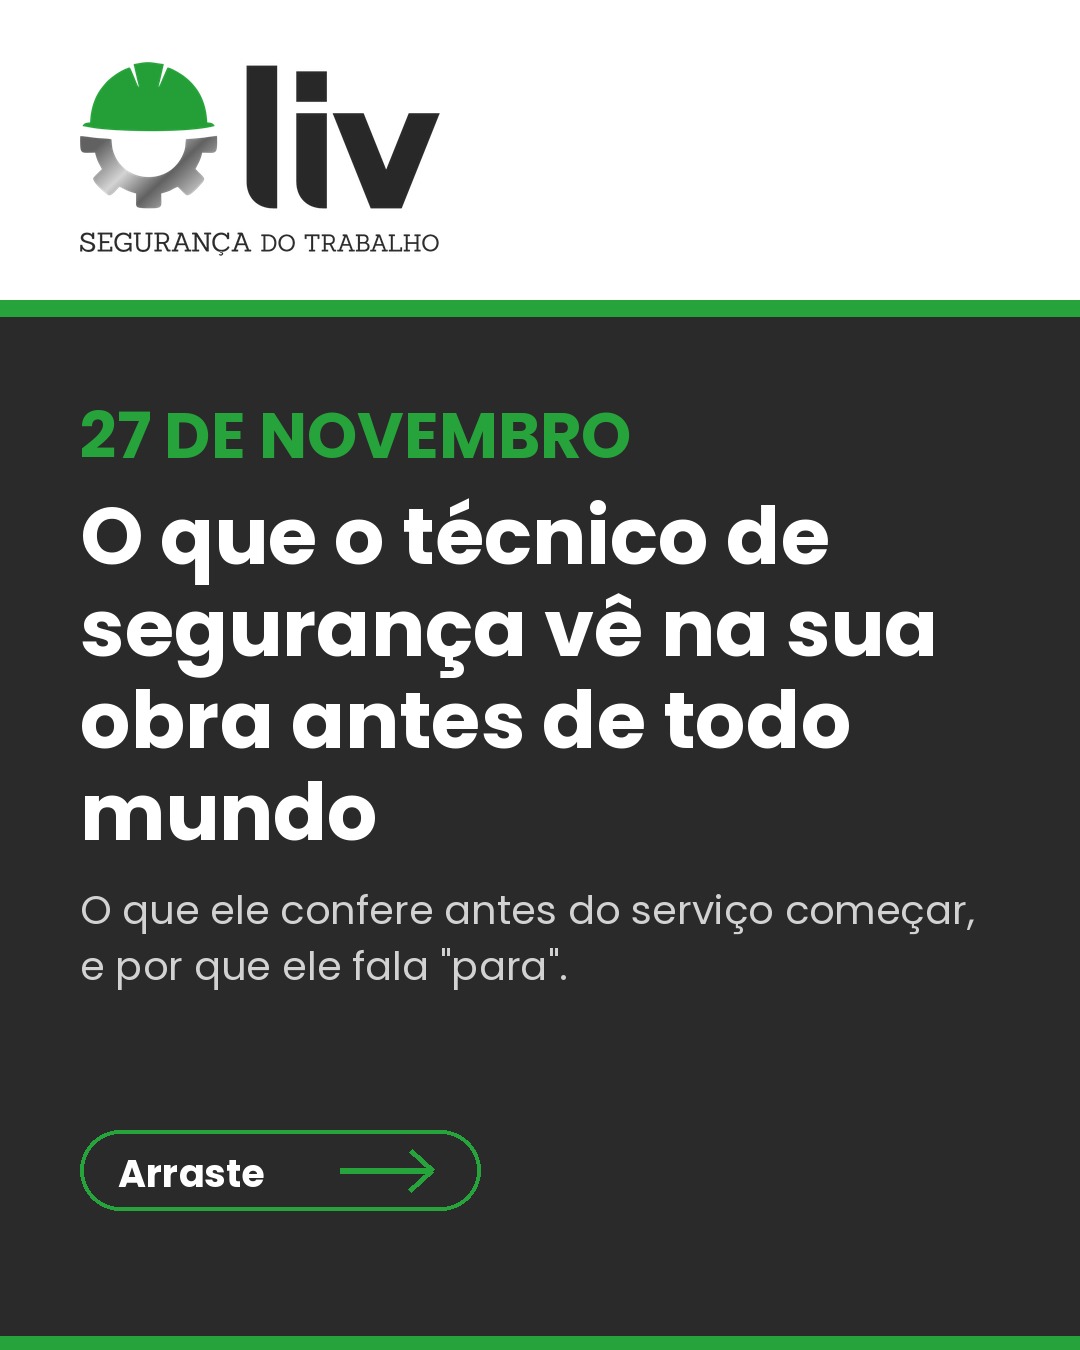 liv
SEGURANÇA DO TRABALHO
27 DE NOVEMBRO
O que o técnico de
segurança vê na sua
obra antes de todo
mundo
O que ele confere antes do serviço começar,
e por que ele fala "para".
Arraste